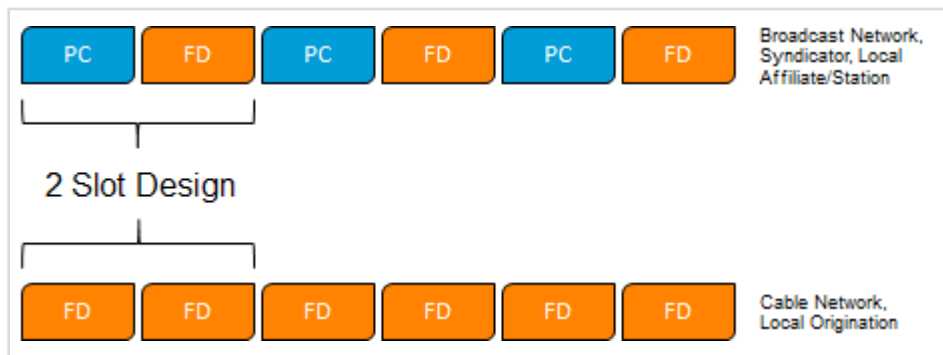 PC FD PC FD PC FD
Broadcast Network,
Syndicator, Local
Affiliate/Station
2 Slot Design
FD FD FD FD FD FD
Cable Network,
Local Origination